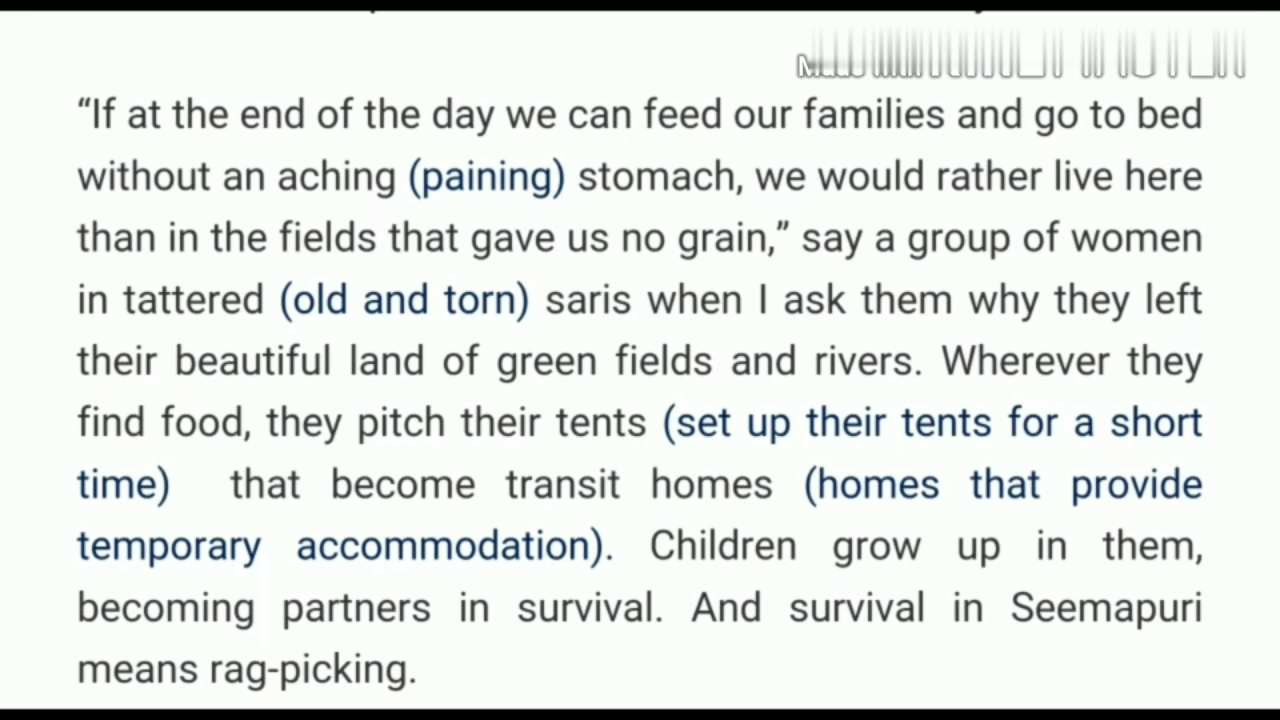 “If at the end of the day we can feed our families and go to bed
without an aching (paining) stomach, we would rather live here
than in the fields that gave us no grain,” say a group of women
in tattered (old and torn) saris when I ask them why they left
their beautiful land of green fields and rivers. Wherever they
find food, they pitch their tents (set up their tents for a short
time) that become transit homes (homes that provide
temporary accommodation). Children grow up in them,
becoming partners in survival. And survival in Seemapuri
means rag-picking.